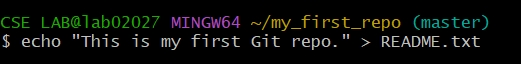 CSE LAB@lab02027 MINGW64 ~/my_first_repo (master)
$ echo "This is my first Git repo." > README.txt